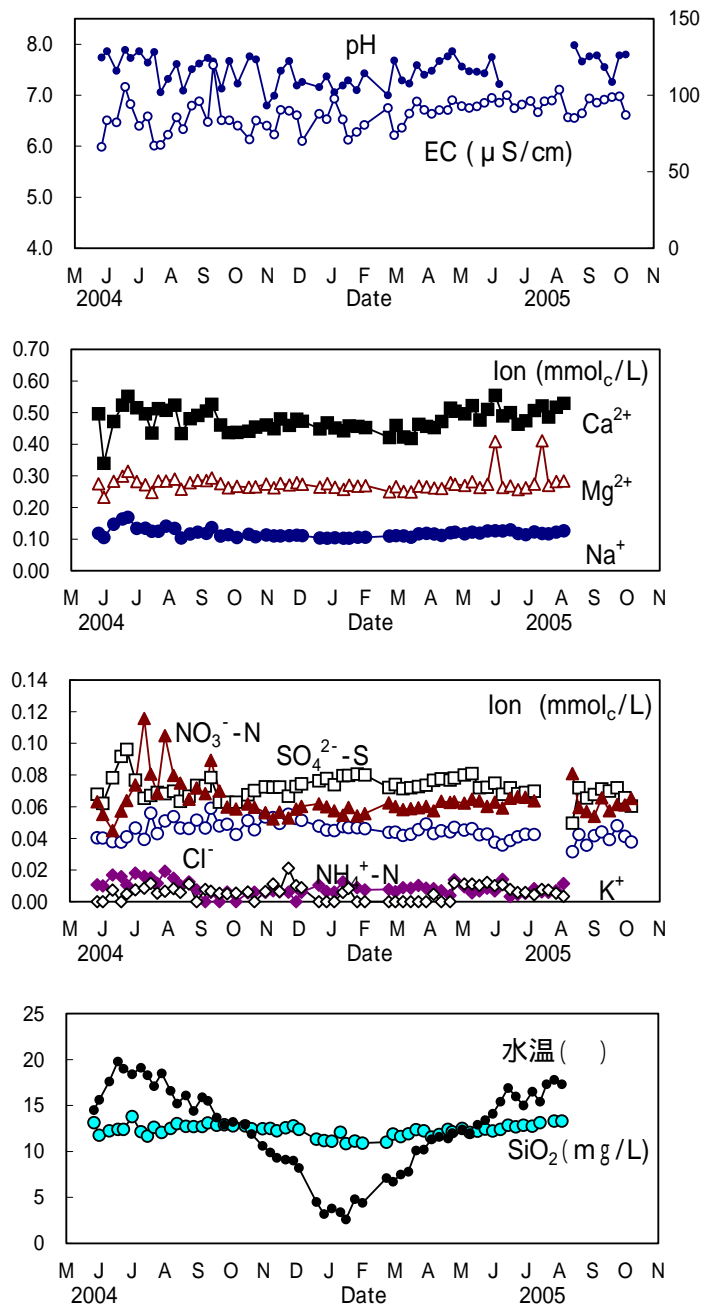 8.0 pH 150
7.0 100
6.0 EC ( μ S/cm)
5.0 50
4.0 0
M J J A S O N D J F M A M J J A S O N
2004 Date 2005
0.70 Ion (mmolc/L)
0.60
0.50
0.40 Ca2+
0.30
0.20 Mg2+
0.10 Na+
0.00
M J J A S O N D J F M A M J J A S O N
2004 Date 2005
0.14 Ion (mmolc/L)
0.12 NO3--N
0.10 SO42--S
0.08
0.06
0.04
0.02 Cl- NH4+-N K+
0.00
M J J A S O N D J F M A M J J A S O N
2004 Date 2005
25
20 水温( )
15
10 SiO2(mg/L)
5
0
M J J A S O N D J F M A M J J A S O N
2004 Date 2005